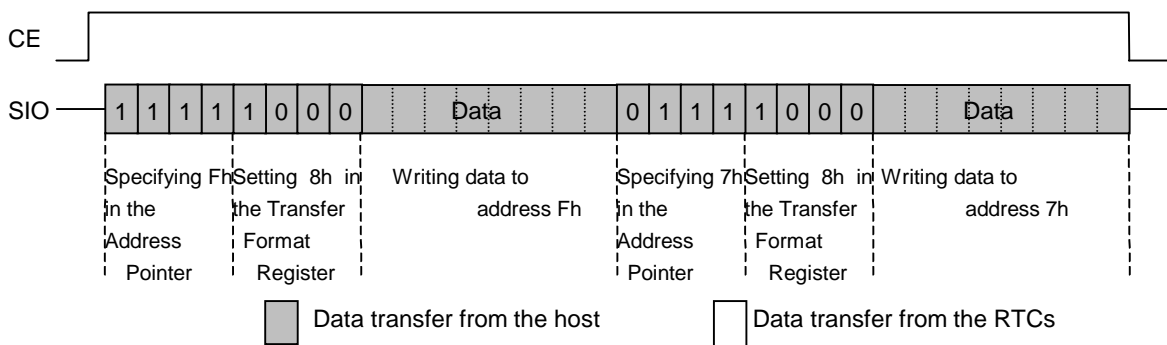 CE
SIO 1 1 1 1 1 0 0 0 Data 0 1 1 1 1 0 0 0 Data
Specifying Fh Setting 8h in Writing data to Specifying 7h Setting 8h in Writing data to
in the the Transfer address Fh in the the Transfer address 7h
Address Format Address Format
Pointer Register Pointer Register
Data transfer from the host Data transfer from the RTCs